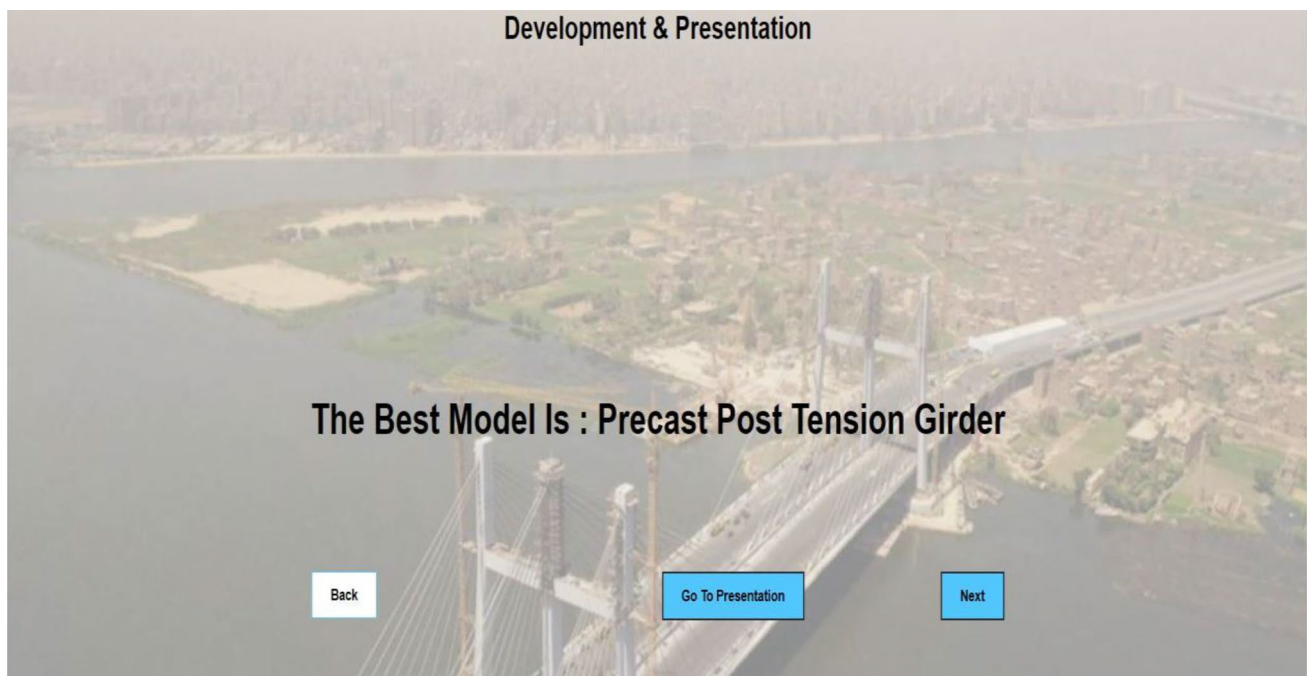 Development & Presentation
The Best Model Is : Precast Post Tension Girder
Back
Go To Presentation
Next